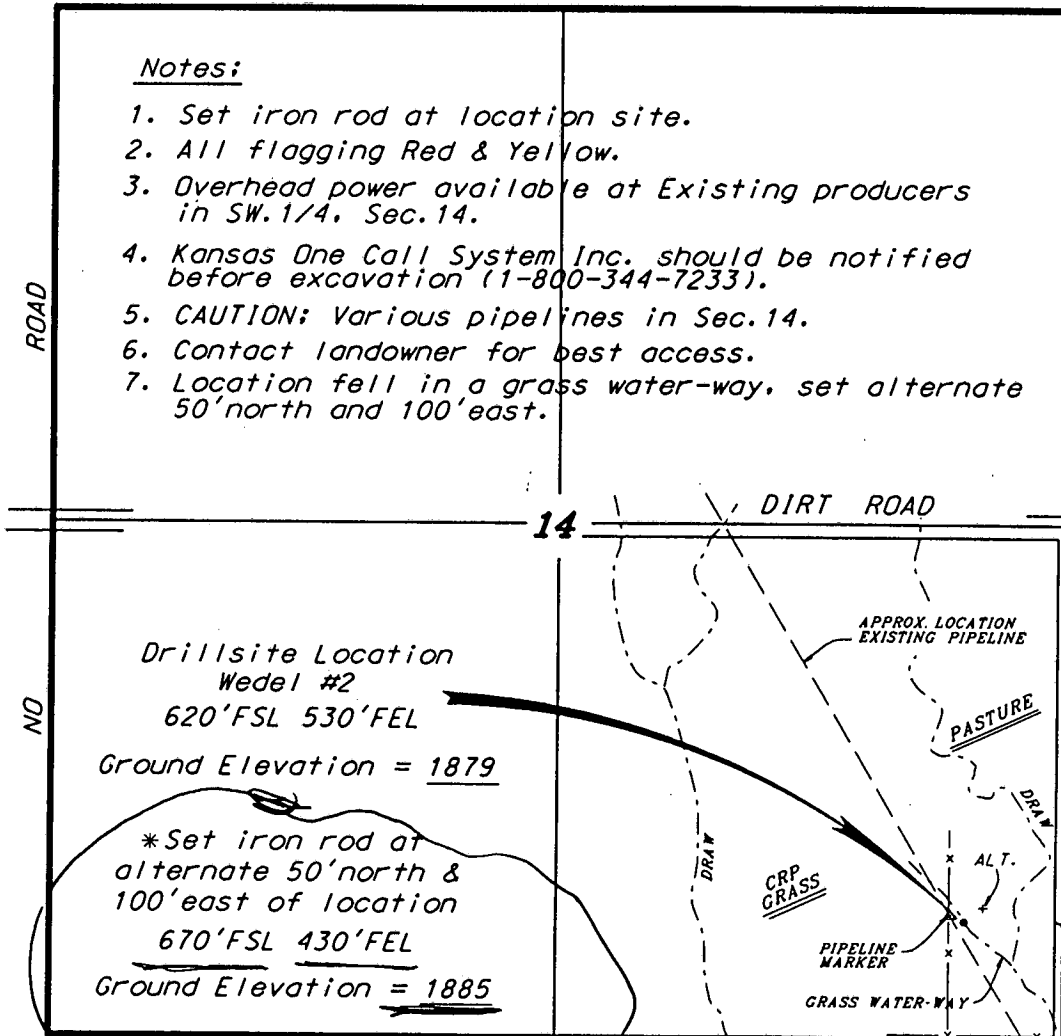 Notes:
1. Set iron rod at location site.
2. All flagging Red & Yellow.
3. Overhead power available at Existing producers
in SW.1/4. Sec.14.
4. Kansas One Call System Inc. should be notified
before excavation (1-800-344-7233).
5. CAUTION: Various pipelines in Sec.14.
6. Contact landowner for best access.
7. Location fell in a grass water-way. set alternate
50'north and 100'east.
ROAD
NO
14
DIRT ROAD
APPROX. LOCATION
EXISTING PIPELINE
PASTURE
DRAW
Drillsite Location
Wedel #2
620'FSL 530'FEL
Ground Elevation = 1879
*Set iron rod at
alternate 50'north &
100'east of location
670'FSL 430'FEL
Ground Elevation = 1885
DRAW
CRP
GRASS
ALT.
PIPELINE
MARKER
GRASS WATER-WAY